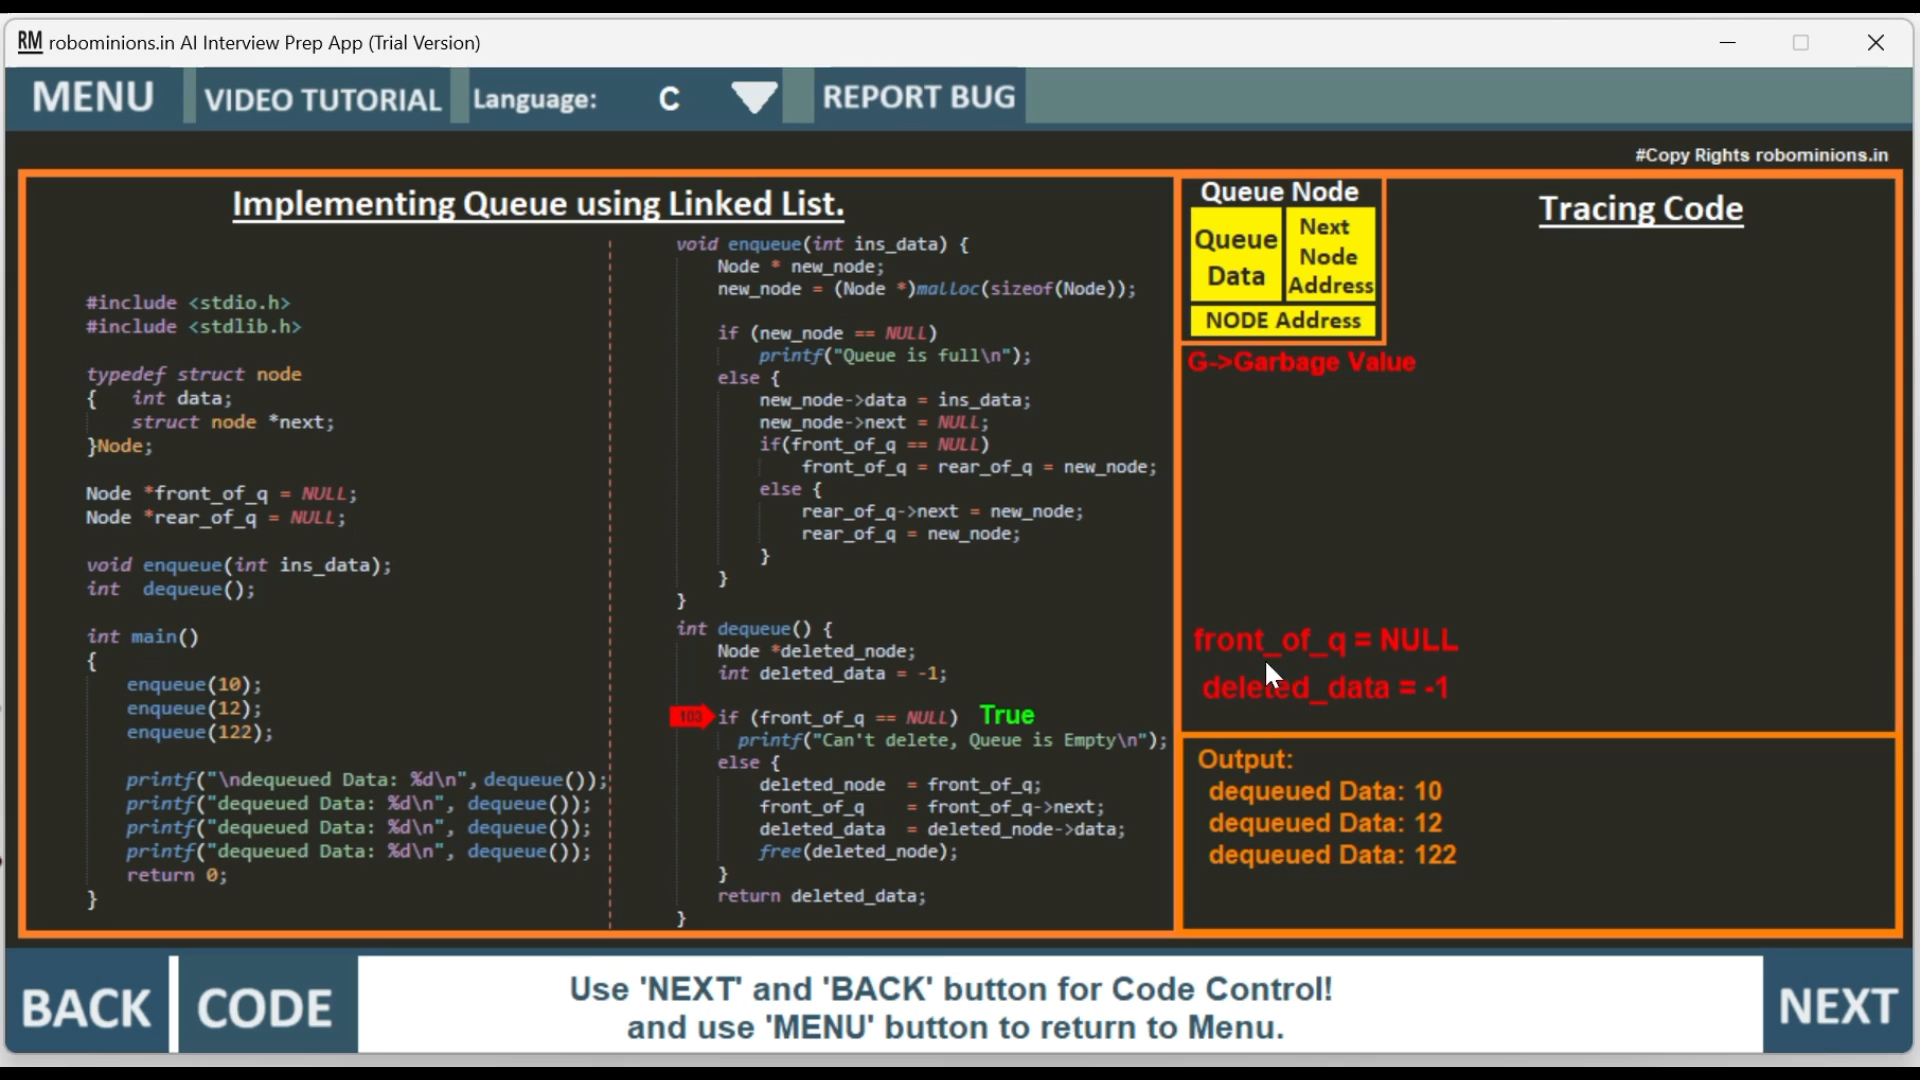 RM robominions.in AI Interview Prep App (Trial Version)
MENU
VIDEO TUTORIAL
Language: C
REPORT BUG
#Copy Rights robominions.in
Implementing Queue using Linked List.
#include <stdio.h>
#include <stdlib.h>
typedef struct node
{ int data;
struct node *next;
}Node;
Node *front_of_q = NULL;
Node *rear_of_q = NULL;
void enqueue(int ins_data);
int dequeue();
int main()
{
enqueue(10);
enqueue(12);
enqueue(122);
printf("\ndequeued Data: %d\n", dequeue());
printf("dequeued Data: %d\n", dequeue());
printf("dequeued Data: %d\n", dequeue());
printf("dequeued Data: %d\n", dequeue());
return 0;
}
void enqueue(int ins_data) {
Node * new_node;
new_node = (Node *)malloc(sizeof(Node));
if (new_node == NULL)
printf("Queue is full\n");
else {
new_node->data = ins_data;
new_node->next = NULL;
if(front_of_q == NULL)
front_of_q = rear_of_q = new_node;
else {
rear_of_q->next = new_node;
rear_of_q = new_node;
}
}
}
int dequeue() {
Node *deleted_node;
int deleted_data = -1;
103 if (front_of_q == NULL) True
printf("Can't delete, Queue is Empty\n");
else {
deleted_node = front_of_q;
front_of_q = front_of_q->next;
deleted_data = deleted_node->data;
free(deleted_node);
}
return deleted_data;
}
Queue Node
Queue
Data
Next
Node
Address
NODE Address
Tracing Code
G->Garbage Value
front_of_q = NULL
deleted_data = -1
Output:
dequeued Data: 10
dequeued Data: 12
dequeued Data: 122
BACK
CODE
Use 'NEXT' and 'BACK' button for Code Control!
and use 'MENU' button to return to Menu.
NEXT